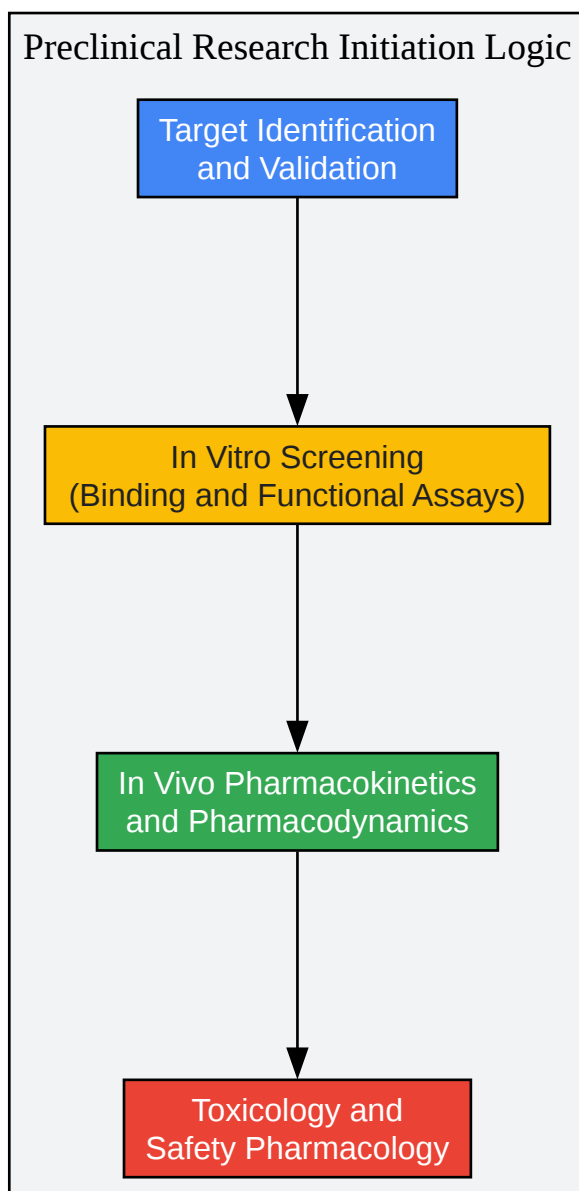 Preclinical Research Initiation Logic
Target Identification
and Validation
In Vitro Screening
(Binding and Functional Assays)
In Vivo Pharmacokinetics
and Pharmacodynamics
Toxicology and
Safety Pharmacology